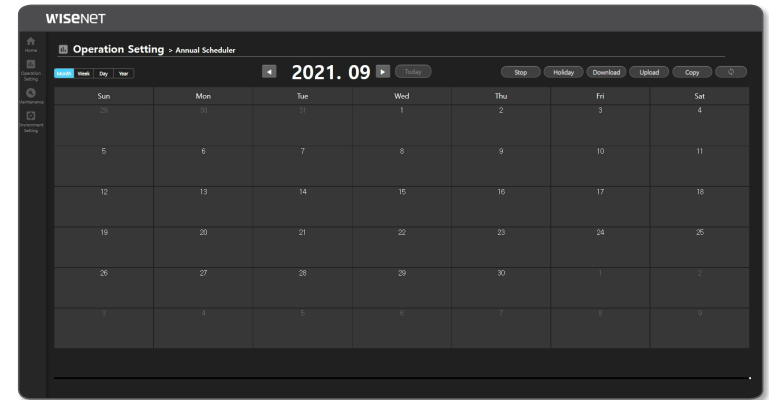 WISENET
Home
Operation Setting > Annual Scheduler
Operation
Setting
Month Week Day Year
2021. 09
Today
Stop Holiday Download Upload Copy
Maintenance
Environment
Setting
Sun Mon Tue Wed Thu Fri Sat
29 30 31 1 2 3 4
5 6 7 8 9 10 11
12 13 14 15 16 17 18
19 20 21 22 23 24 25
26 27 28 29 30 1 2
3 4 5 6 7 8 9